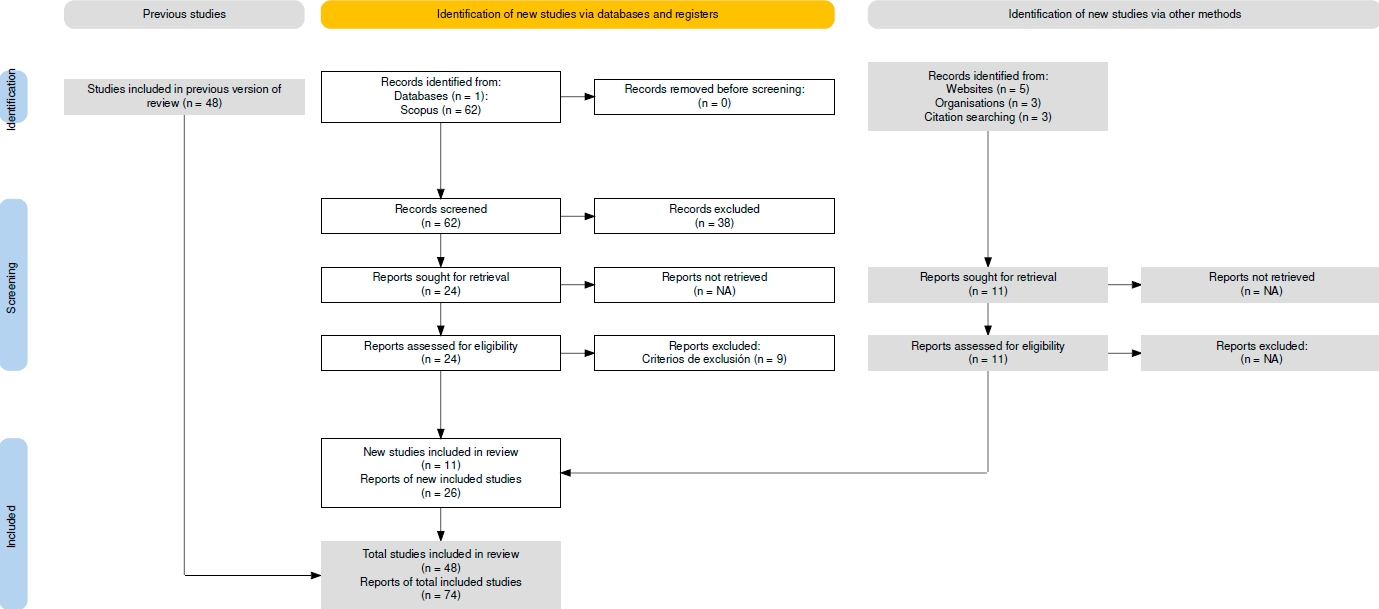 Previous studies
Identification of new studies via databases and registers
Identification of new studies via other methods
Identification
Studies included in previous version of
review (n = 48)
Records identified from:
Databases (n = 1):
Scopus (n = 62)
Records removed before screening:
(n = 0)
Records identified from:
Websites (n = 5)
Organisations (n = 3)
Citation searching (n = 3)
Screening
Records screened
(n = 62)
Records excluded
(n = 38)
Reports sought for retrieval
(n = 24)
Reports not retrieved
(n = NA)
Reports sought for retrieval
(n = 11)
Reports not retrieved
(n = NA)
Reports assessed for eligibility
(n = 24)
Reports excluded:
Criterios de exclusión (n = 9)
Reports assessed for eligibility
(n = 11)
Reports excluded:
(n = NA)
Included
New studies included in review
(n = 11)
Reports of new included studies
(n = 26)
Total studies included in review
(n = 48)
Reports of total included studies
(n = 74)